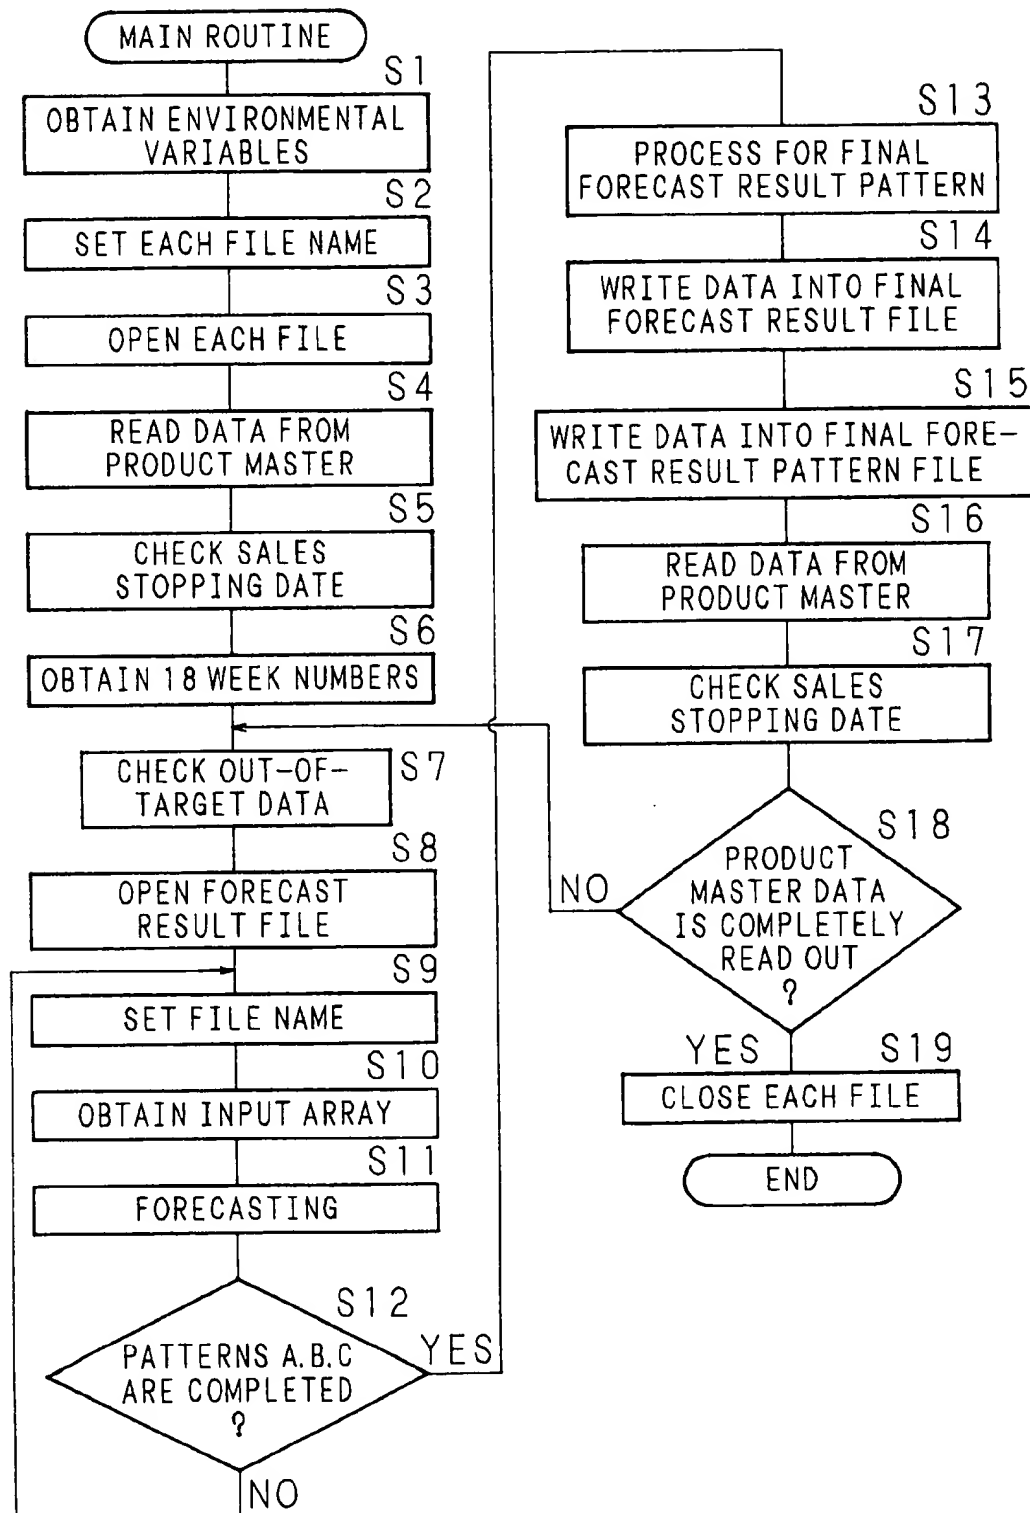 MAIN ROUTINE
S1
OBTAIN ENVIRONMENTAL
VARIABLES
S2
SET EACH FILE NAME
S3
OPEN EACH FILE
S4
READ DATA FROM
PRODUCT MASTER
S5
CHECK SALES
STOPPING DATE
S6
OBTAIN 18 WEEK NUMBERS
CHECK OUT-OF-
TARGET DATA
S7
S8
OPEN FORECAST
RESULT FILE
S9
SET FILE NAME
S10
OBTAIN INPUT ARRAY
S11
FORECASTING
S12
PATTERNS A.B.C
ARE COMPLETED
?
YES
NO
S13
PROCESS FOR FINAL
FORECAST RESULT PATTERN
S14
WRITE DATA INTO FINAL
FORECAST RESULT FILE
S15
WRITE DATA INTO FINAL FORE-
CAST RESULT PATTERN FILE
S16
READ DATA FROM
PRODUCT MASTER
S17
CHECK SALES
STOPPING DATE
S18
PRODUCT
MASTER DATA
IS COMPLETELY
READ OUT
?
NO
YES
S19
CLOSE EACH FILE
END